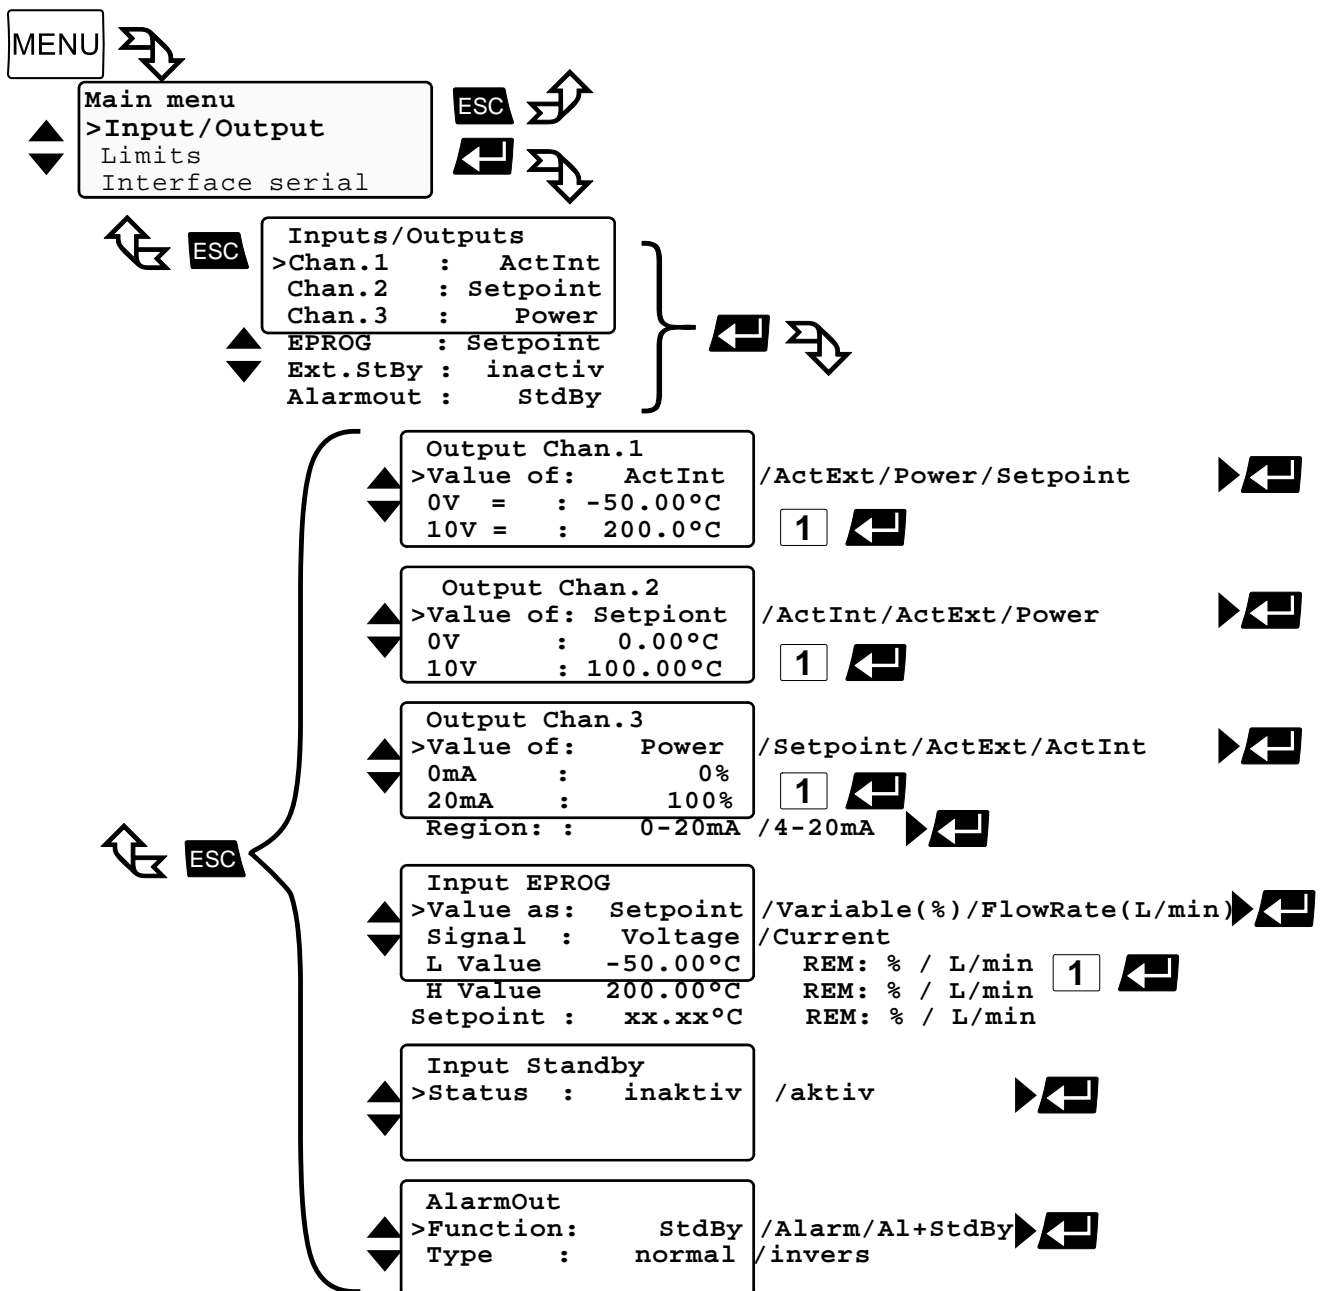 MENU
Main menu
>Input/Output
Limits
Interface serial
ESC
ESC
Inputs/Outputs
>Chan.1 : ActInt
Chan.2 : Setpoint
Chan.3 : Power
EPROG : Setpoint
Ext.StBy : inactiv
Alarmout : StdBy
Output Chan.1
>Value of: ActInt /ActExt/Power/Setpoint
0V = : -50.00°C
10V = : 200.0°C 1
Output Chan.2
>Value of: Setpiont /ActInt/ActExt/Power
0V : 0.00°C
10V : 100.00°C 1
Output Chan.3
>Value of: Power /Setpoint/ActExt/ActInt
0mA : 0%
20mA : 100% 1
Region: : 0-20mA /4-20mA
ESC
Input EPROG
>Value as: Setpoint /Variable(%)/FlowRate(L/min)
Signal : Voltage /Current
L Value -50.00°C REM: % / L/min 1
H Value 200.00°C REM: % / L/min
Setpoint : xx.xx°C REM: % / L/min
Input Standby
>Status : inaktiv /aktiv
AlarmOut
>Function: StdBy /Alarm/Al+StdBy
Type : normal /invers